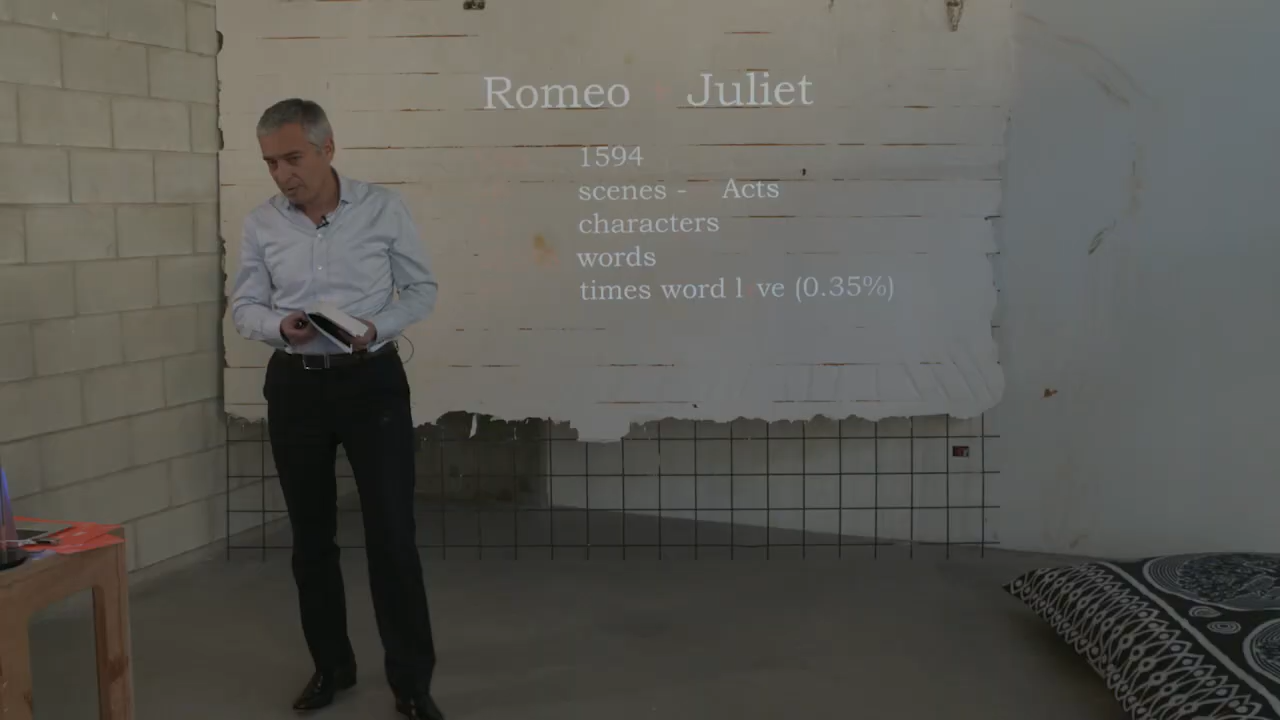 Romeo Juliet
1594
scenes - Acts
characters
words
times word l ve (0.35%)